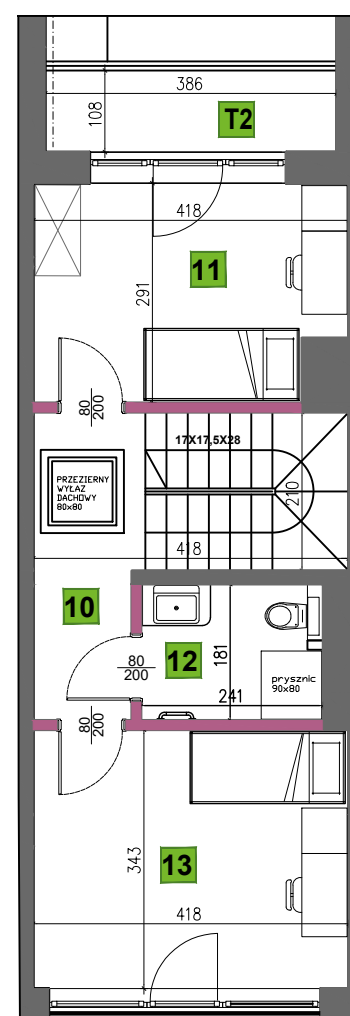 386
108
T2
418
11
291
80
200
17X17,5X28
PRZEZIERNY
WYŁAZ
DACHOWY
80x80
210
418
10
80
200
12
181
prysznic
90x80
241
80
200
343
13
418